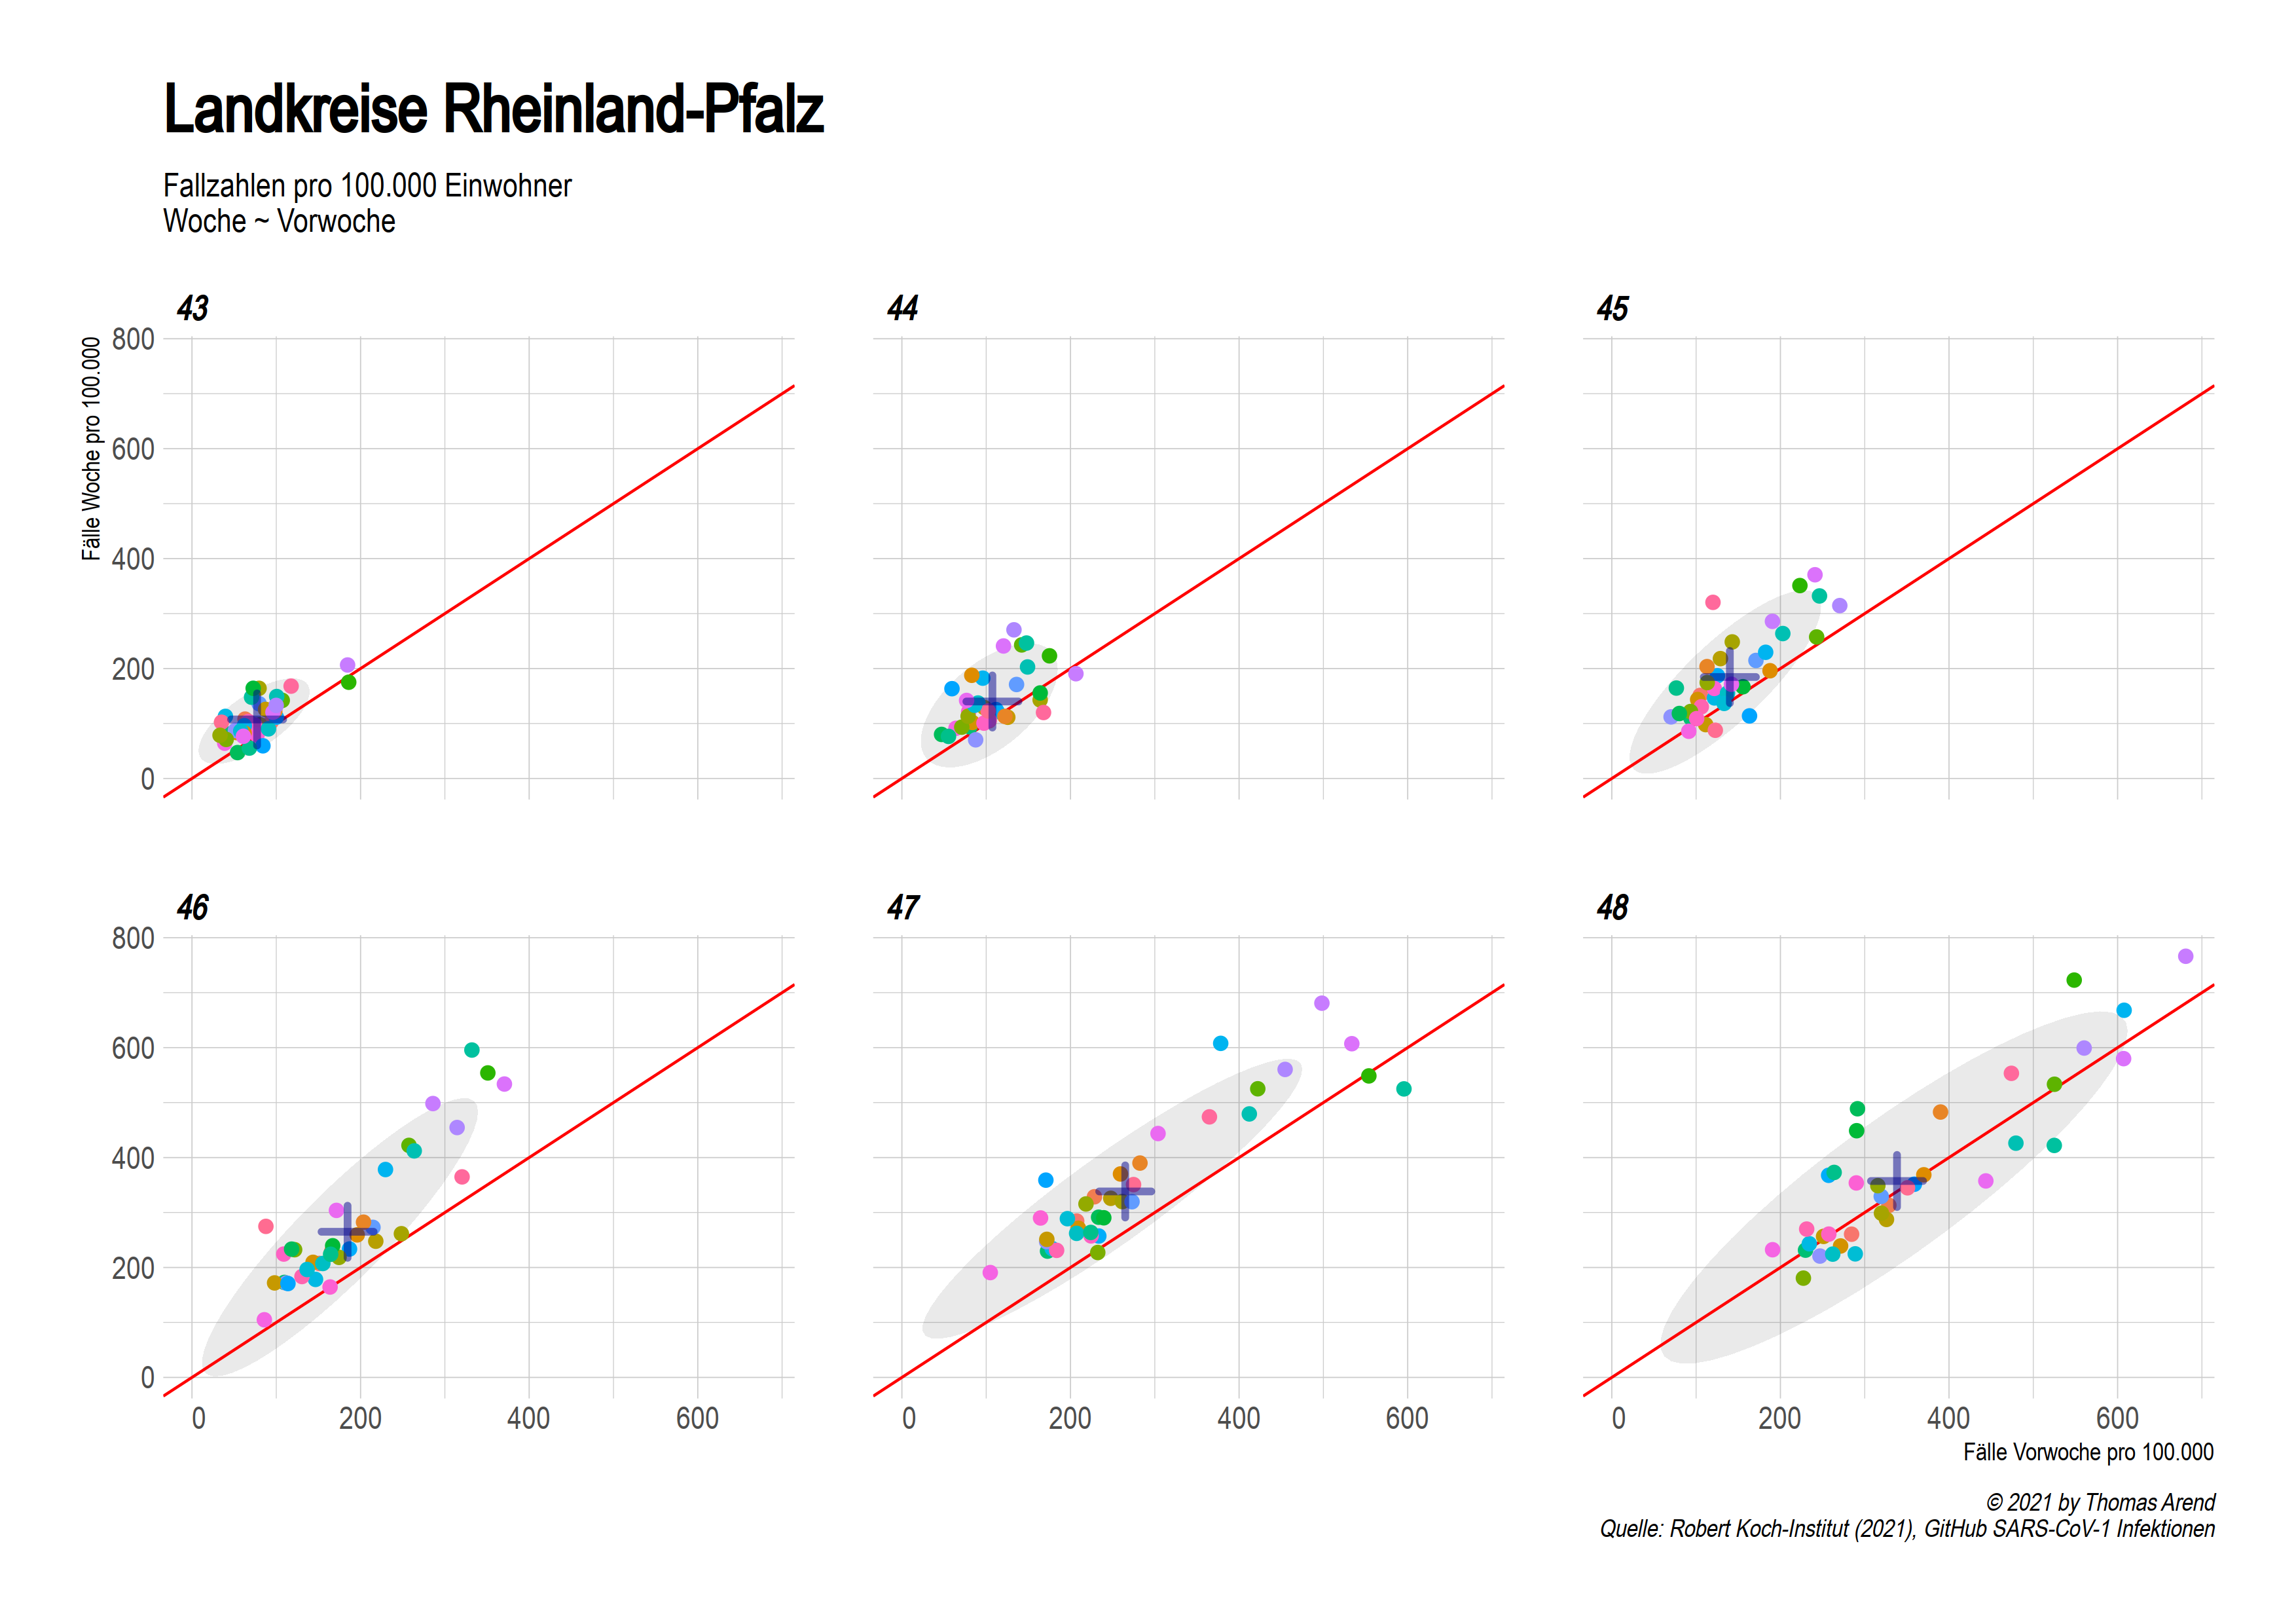 Landkreise Rheinland-Pfalz
Fallzahlen pro 100.000 Einwohner
Woche ~ Vorwoche
43
44
45
Fälle Woche pro 100.000
800
600
400
200
0
46
47
48
800
600
400
200
0
0 200 400 600
0 200 400 600
0 200 400 600
Fälle Vorwoche pro 100.000
© 2021 by Thomas Arend
Quelle: Robert Koch-Institut (2021), GitHub SARS-CoV-1 Infektionen